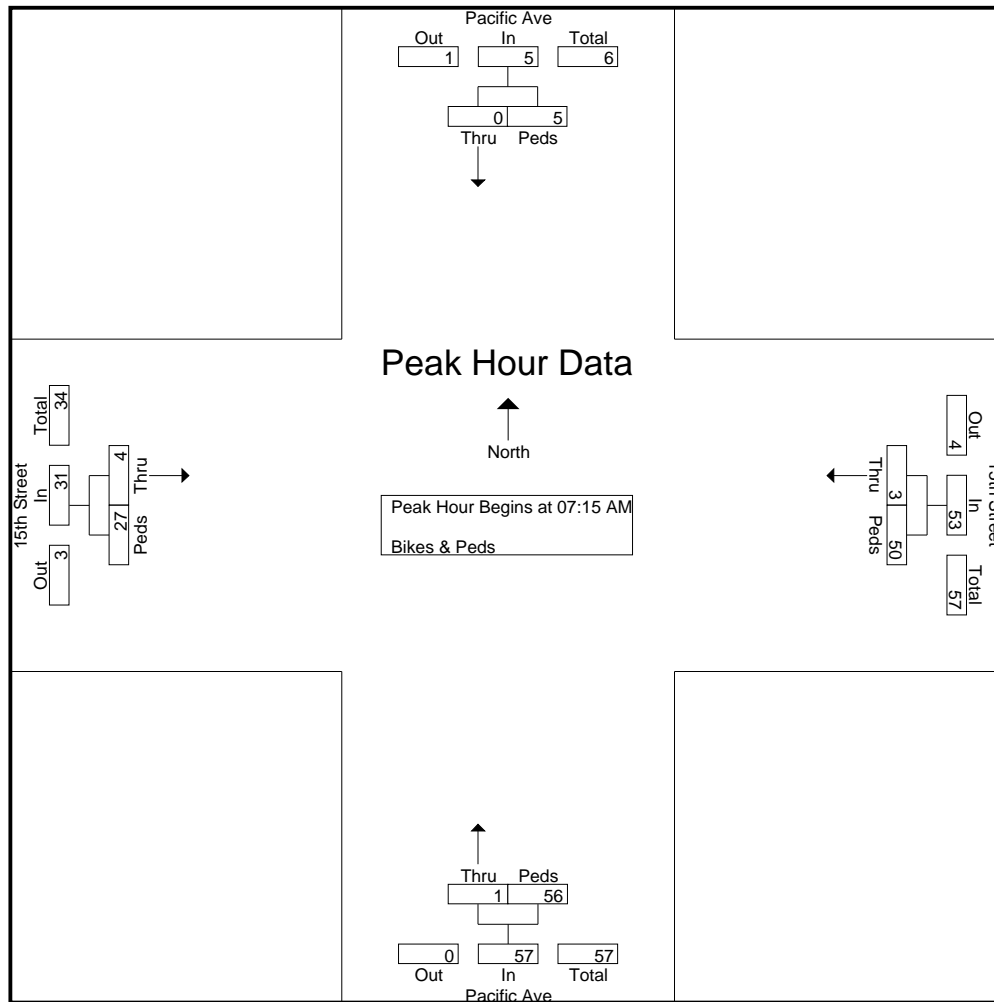 Pacific Ave
Out In Total
1 5 6
0 5
Thru Peds
Peak Hour Data
North
Peak Hour Begins at 07:15 AM
Bikes & Peds
15th Street
Total In Out
34 31 3
4 27
Thru Peds
Street
Out In Total
4 53 57
3 50
Thru Peds
Thru Peds
1 56
0 57 57
Out In Total
Pacific Ave